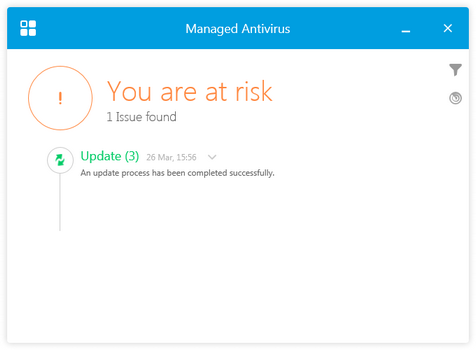 Managed Antivirus
!
You are at risk
1 Issue found
Update (3) 26 Mar, 15:56
An update process has been completed successfully.